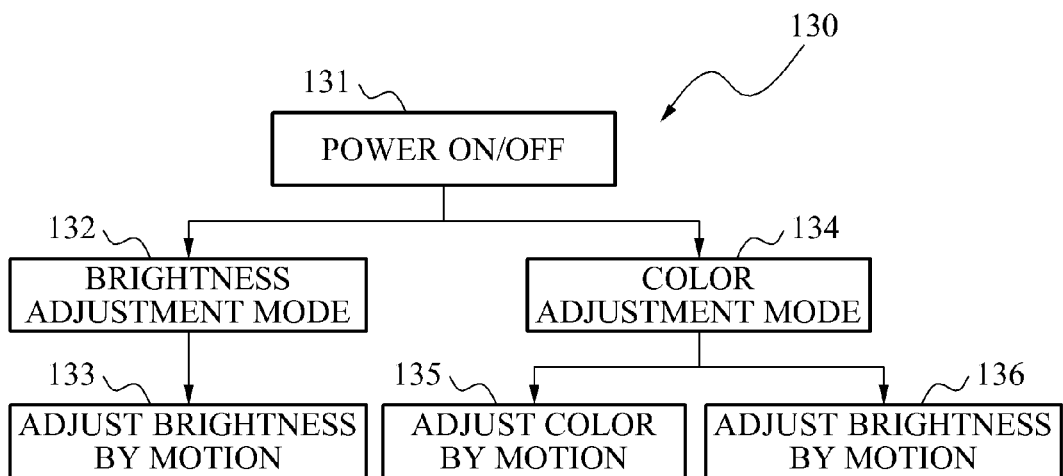 130
131
POWER ON/OFF
132
134
BRIGHTNESS
ADJUSTMENT MODE
COLOR
ADJUSTMENT MODE
133
135
136
ADJUST BRIGHTNESS
BY MOTION
ADJUST COLOR
BY MOTION
ADJUST BRIGHTNESS
BY MOTION